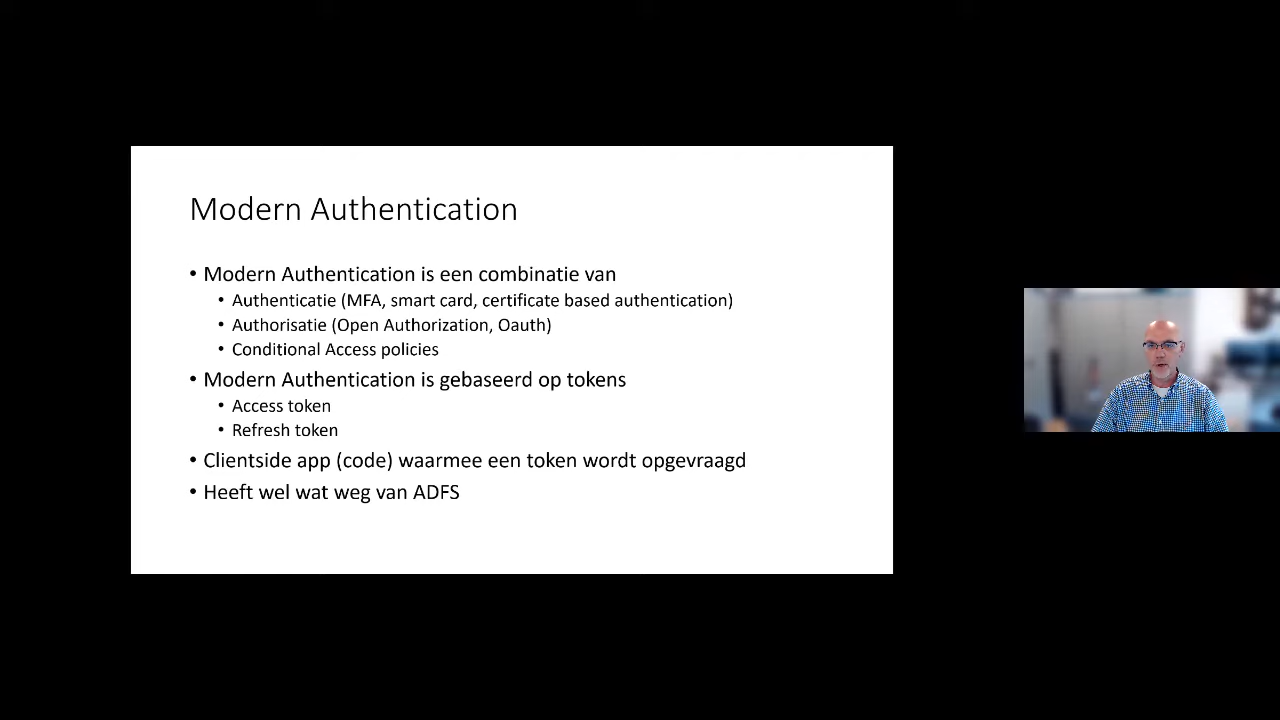 Modern Authentication
• Modern Authentication is een combinatie van
• Authenticatie (MFA, smart card, certificate based authentication)
• Authorisatie (Open Authorization, Oauth)
• Conditional Access policies
• Modern Authentication is gebaseerd op tokens
• Access token
• Refresh token
• Clientside app (code) waarmee een token wordt opgevraagd
• Heeft wel wat weg van ADFS